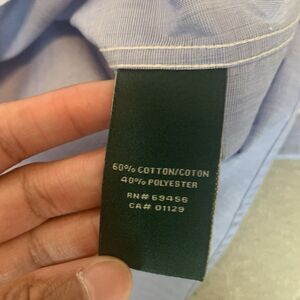 60% COTTON/COTON
40% POLYESTER
RN# 69456
CA# 01129